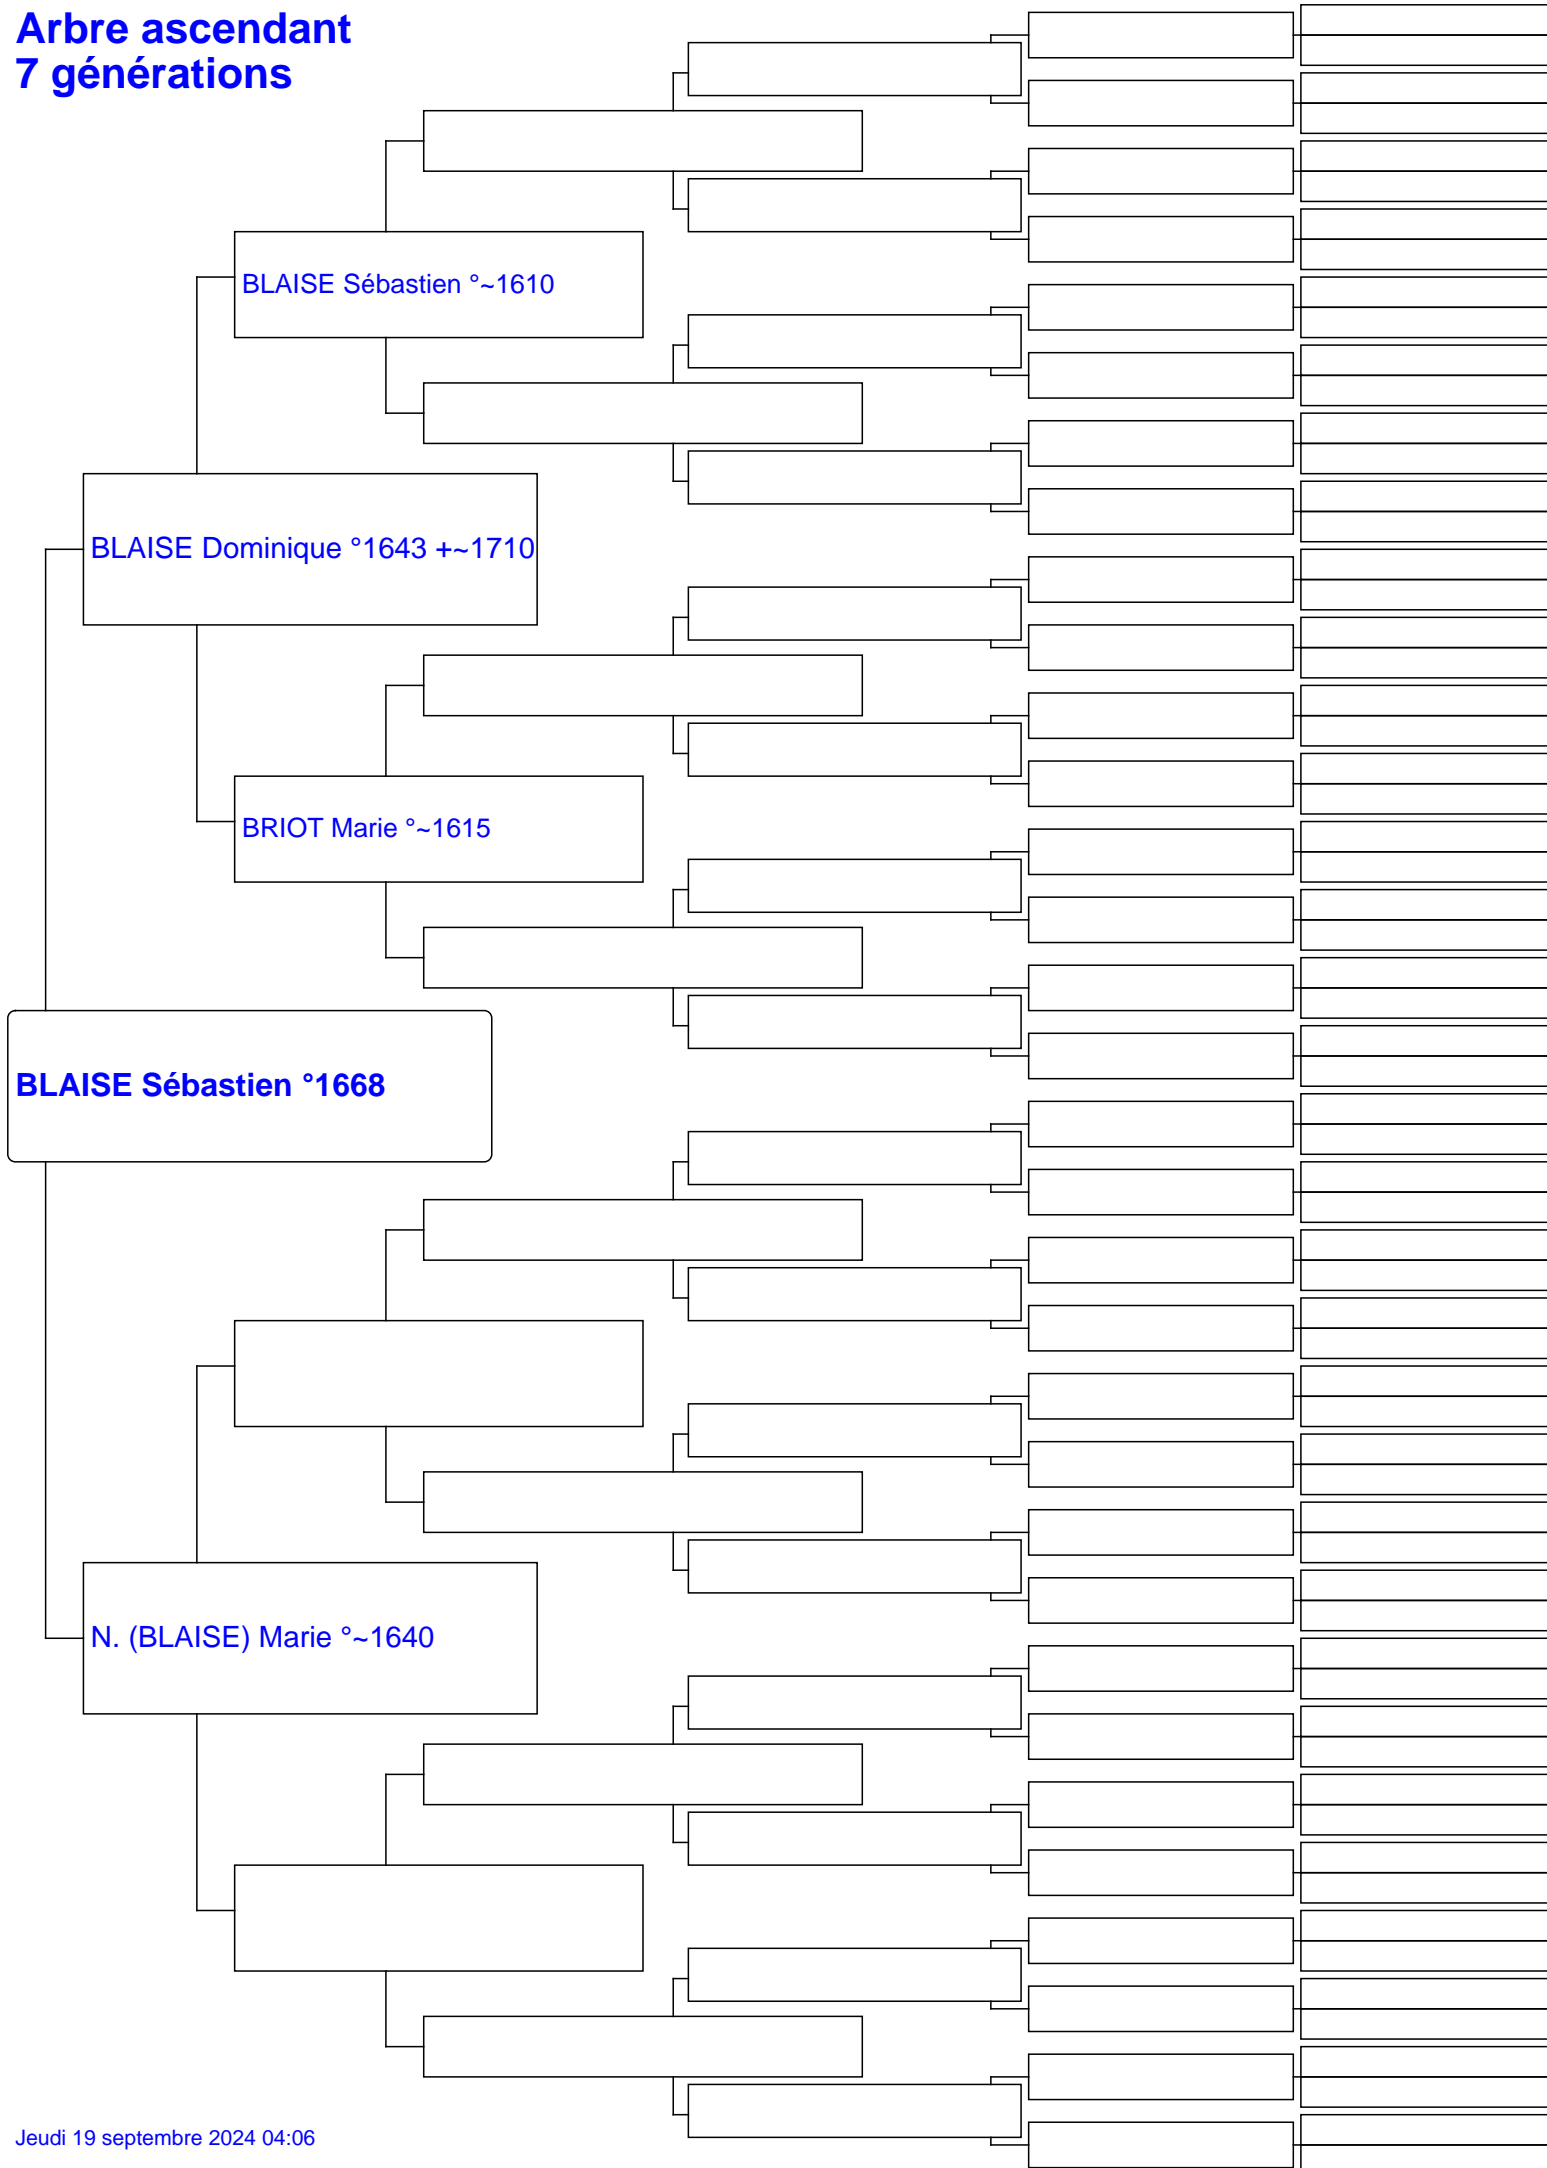 Arbre ascendant
7 générations
BLAISE Sébastien °~1610
BLAISE Dominique °1643 +~1710
BRIOT Marie °~1615
BLAISE Sébastien °1668
N. (BLAISE) Marie °~1640
Jeudi 19 septembre 2024 04:06